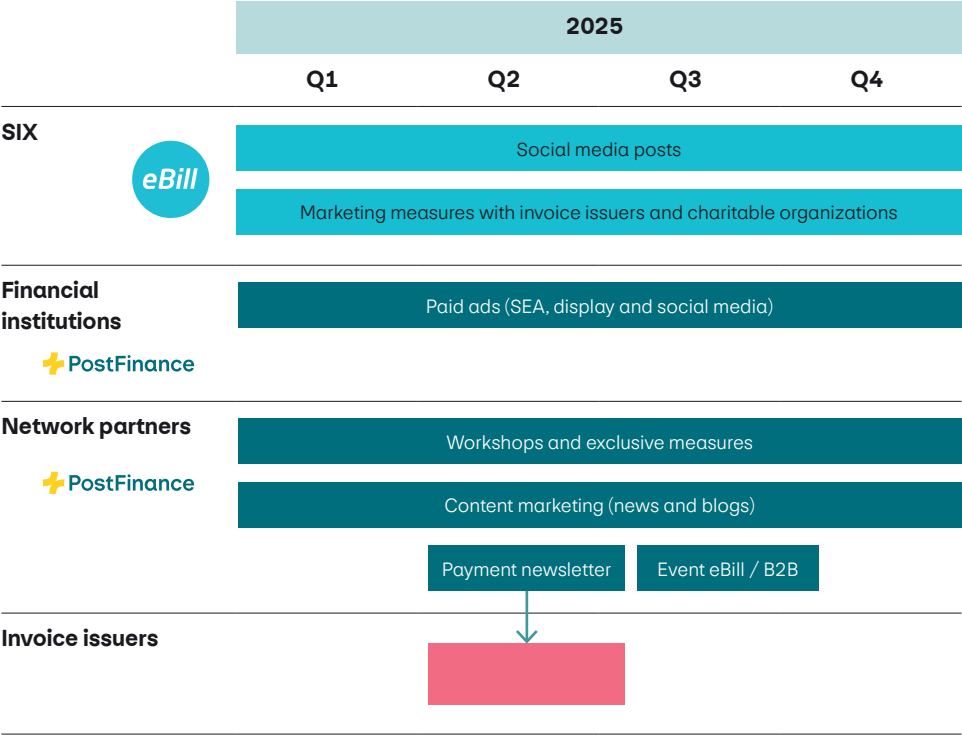 2025
Q1 Q2 Q3 Q4
SIX
eBill
Social media posts
Marketing measures with invoice issuers and charitable organizations
Financial
institutions
PostFinance
Paid ads (SEA, display and social media)
Network partners
PostFinance
Workshops and exclusive measures
Content marketing (news and blogs)
Payment newsletter
Event eBill / B2B
Invoice issuers